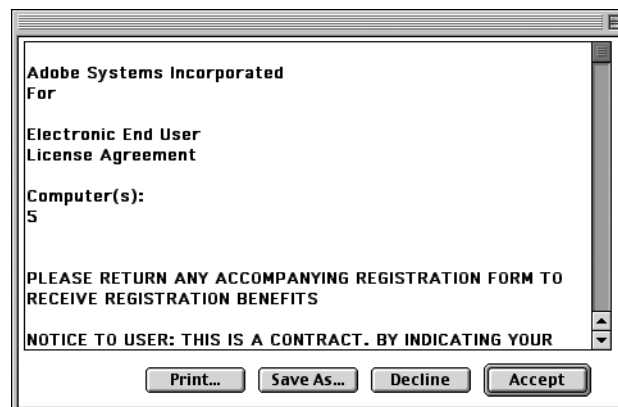 Adobe Systems Incorporated
For
Electronic End User
License Agreement
Computer(s):
5
PLEASE RETURN ANY ACCOMPANYING REGISTRATION FORM TO
RECEIVE REGISTRATION BENEFITS
NOTICE TO USER: THIS IS A CONTRACT. BY INDICATING YOUR
Print... Save As... Decline Accept